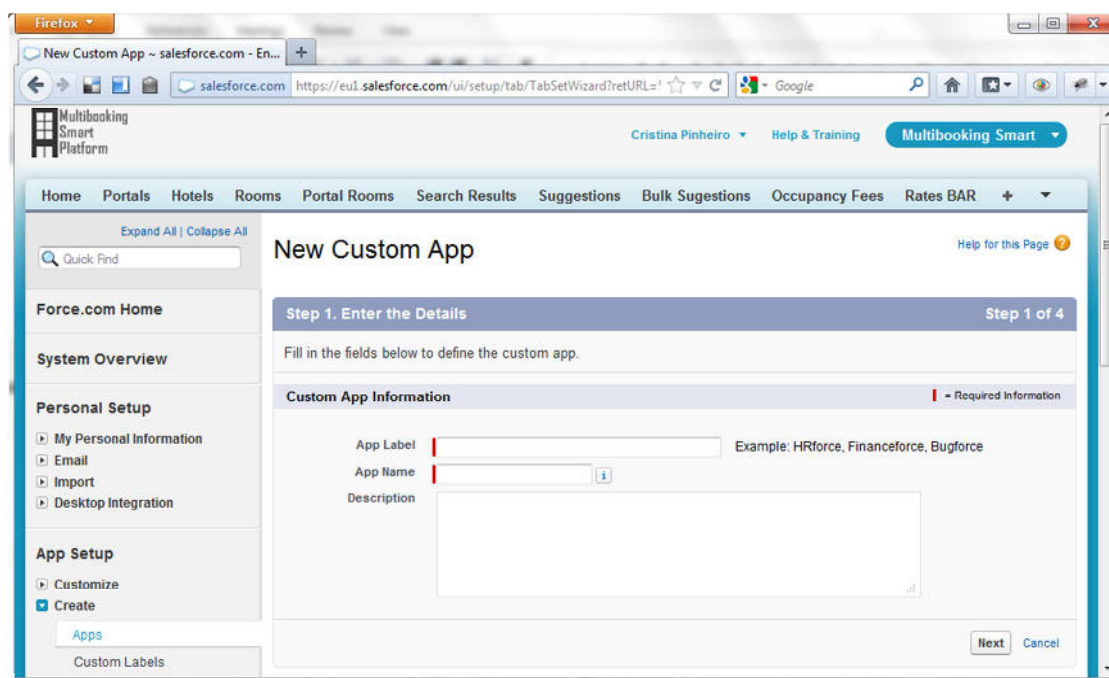 Firefox
New Custom App ~ salesforce.com - En...
salesforce.com https://eu1.salesforce.com/ui/setup/tab/TabSetWizard?retURL= Google
Multibooking
Smart
Platform
Cristina Pinheiro Help & Training Multibooking Smart
Home Portals Hotels Rooms Portal Rooms Search Results Suggestions Bulk Sugestions Occupancy Fees Rates BAR +
Expand All | Collapse All
Quick Find
New Custom App
Help for this Page
Force.com Home
System Overview
Personal Setup
My Personal Information
Email
Import
Desktop Integration
App Setup
Customize
Create
Apps
Custom Labels
Step 1. Enter the Details Step 1 of 4
Fill in the fields below to define the custom app.
Custom App Information = Required Information
App Label Example: HRforce, Financeforce, Bugforce
App Name i
Description
Next Cancel